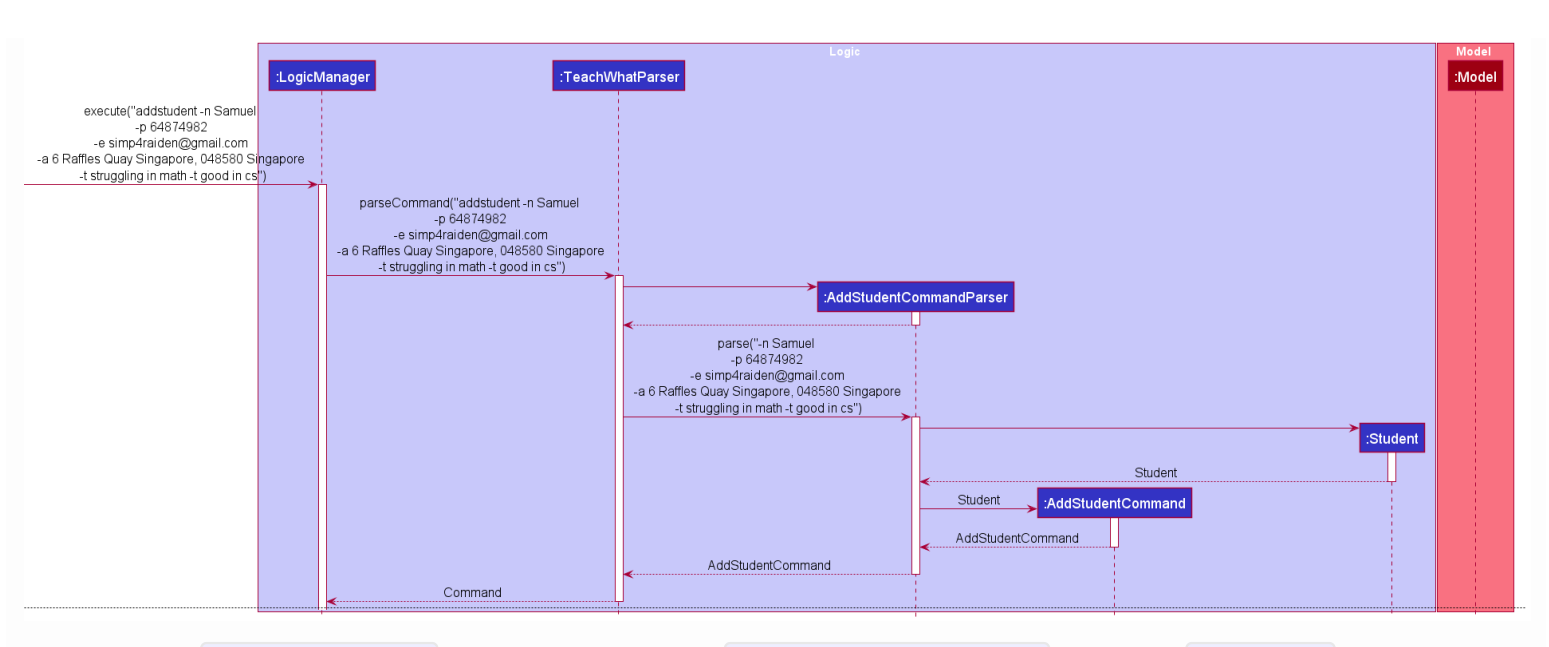 Logic
Model
:LogicManager
:TeachWhatParser
:Model
execute("addstudent -n Samuel
-p 64874982
-e simp4raiden@gmail.com
-a 6 Raffles Quay Singapore, 048580 Singapore
-t struggling in math -t good in cs")
parseCommand("addstudent -n Samuel
-p 64874982
-e simp4raiden@gmail.com
-a 6 Raffles Quay Singapore, 048580 Singapore
-t struggling in math -t good in cs")
:AddStudentCommandParser
parse("-n Samuel
-p 64874982
-e simp4raiden@gmail.com
-a 6 Raffles Quay Singapore, 048580 Singapore
-t struggling in math -t good in cs")
:Student
Student
Student
:AddStudentCommand
AddStudentCommand
AddStudentCommand
Command